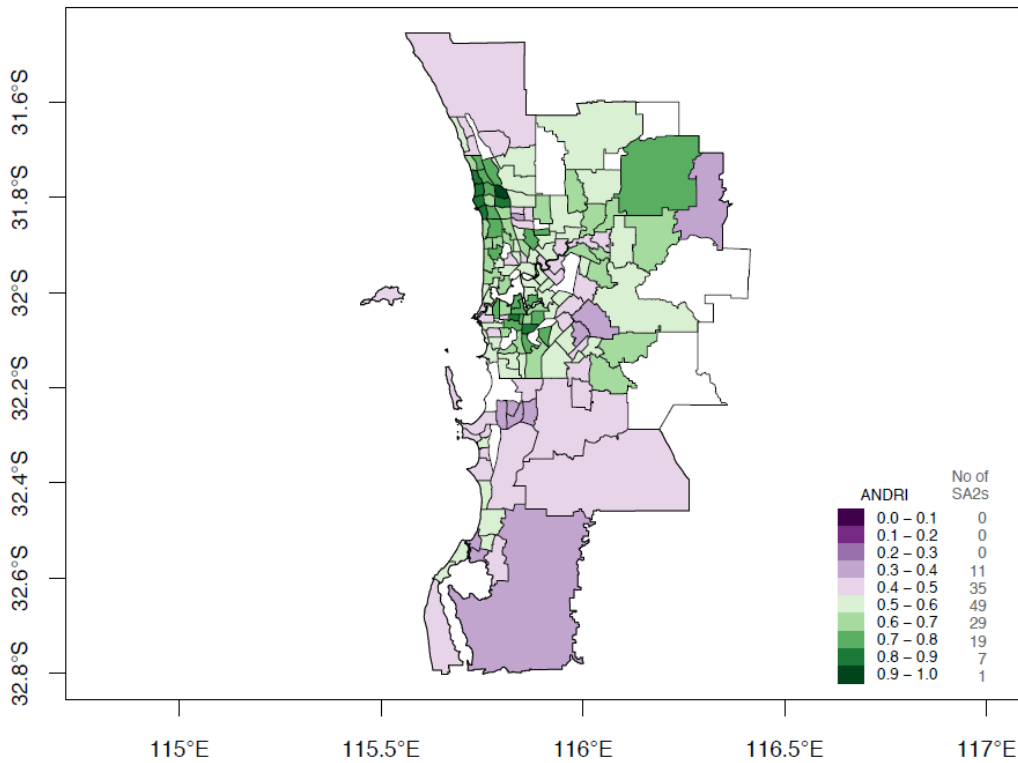 31.6°S
31.8°S
32°S
32.2°S
32.4°S
32.6°S
32.8°S
115°E 115.5°E 116°E 116.5°E 117°E
ANDRI No of SA2s
0.0 – 0.1 0
0.1 – 0.2 0
0.2 – 0.3 0
0.3 – 0.4 11
0.4 – 0.5 35
0.5 – 0.6 49
0.6 – 0.7 29
0.7 – 0.8 19
0.8 – 0.9 7
0.9 – 1.0 1